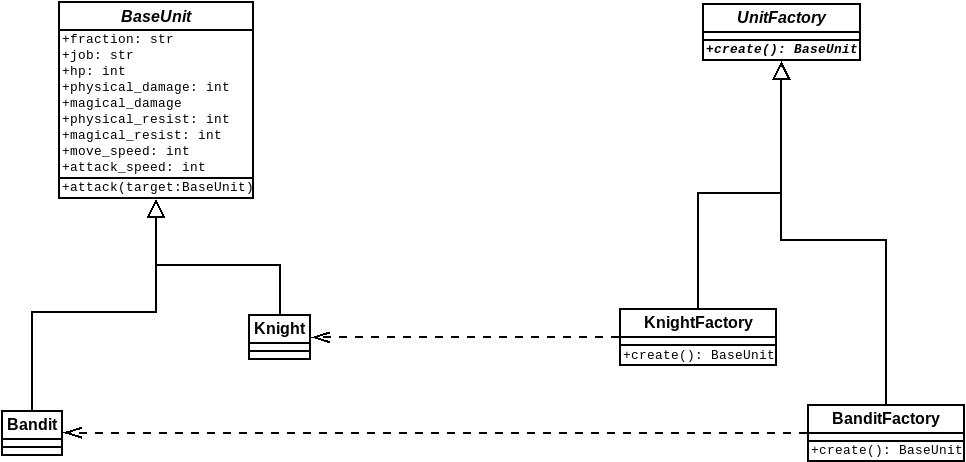 BaseUnit
+fraction: str
+job: str
+hp: int
+physical_damage: int
+magical_damage
+physical_resist: int
+magical_resist: int
+move_speed: int
+attack_speed: int
+attack(target:BaseUnit)
UnitFactory
+create(): BaseUnit
Knight
KnightFactory
+create(): BaseUnit
Bandit
BanditFactory
+create(): BaseUnit